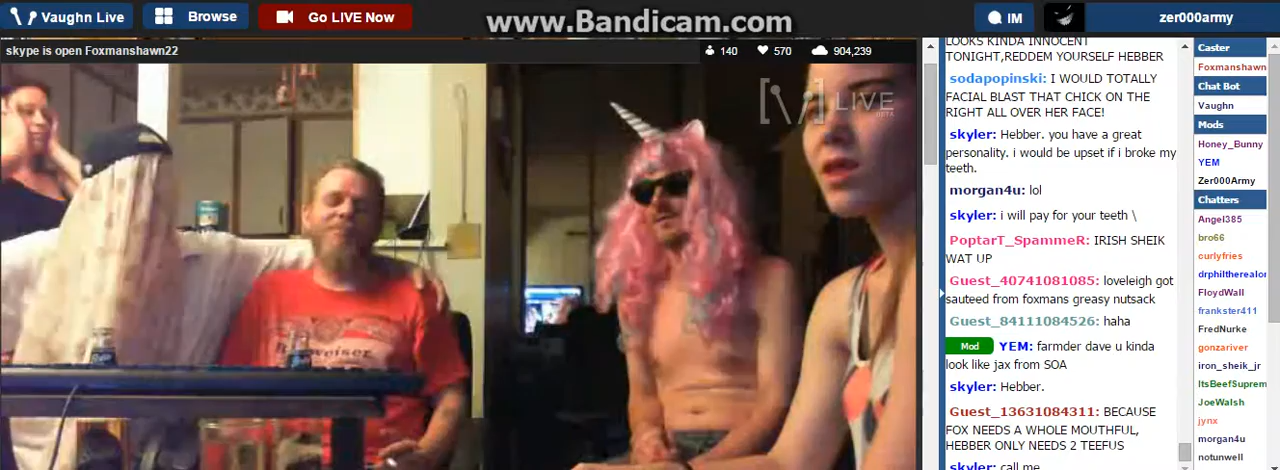 Vaughn Live
Browse
Go LIVE Now
www.Bandicam.com
IM
zer000army
skype is open Foxmanshawn22
140
570
904,239
LIVE
BETA
LOOKS KINDA INNOCENT
TONIGHT,REDDEM YOURSELF HEBBER
sodapopinski: I WOULD TOTALLY
FACIAL BLAST THAT CHICK ON THE
RIGHT ALL OVER HER FACE!
skyler: Hebber. you have a great
personality. i would be upset if i broke my
teeth.
morgan4u: lol
skyler: i will pay for your teeth \
PoptarT_SpammeR: IRISH SHEIK
WAT UP
Guest_40741081085: loveleigh got
sauteed from foxmans greasy nutsack
Guest_84111084526: haha
Mod YEM: farmder dave u kinda
look like jax from SOA
skyler: Hebber.
Guest_13631084311: BECAUSE
FOX NEEDS A WHOLE MOUTHFUL,
HEBBER ONLY NEEDS 2 TEEFUS
skyler: call me
Caster
Foxmanshawn
Chat Bot
Vaughn
Mods
Honey_Bunny
YEM
Zer000Army
Chatters
Angel385
bro66
curlyfries
drphiltherealor
FloydWall
frankster411
FredNurke
gonzariver
iron_sheik_jr
ItsBeefSuprem
JoeWalsh
jynx
morgan4u
notunwell
Budweiser